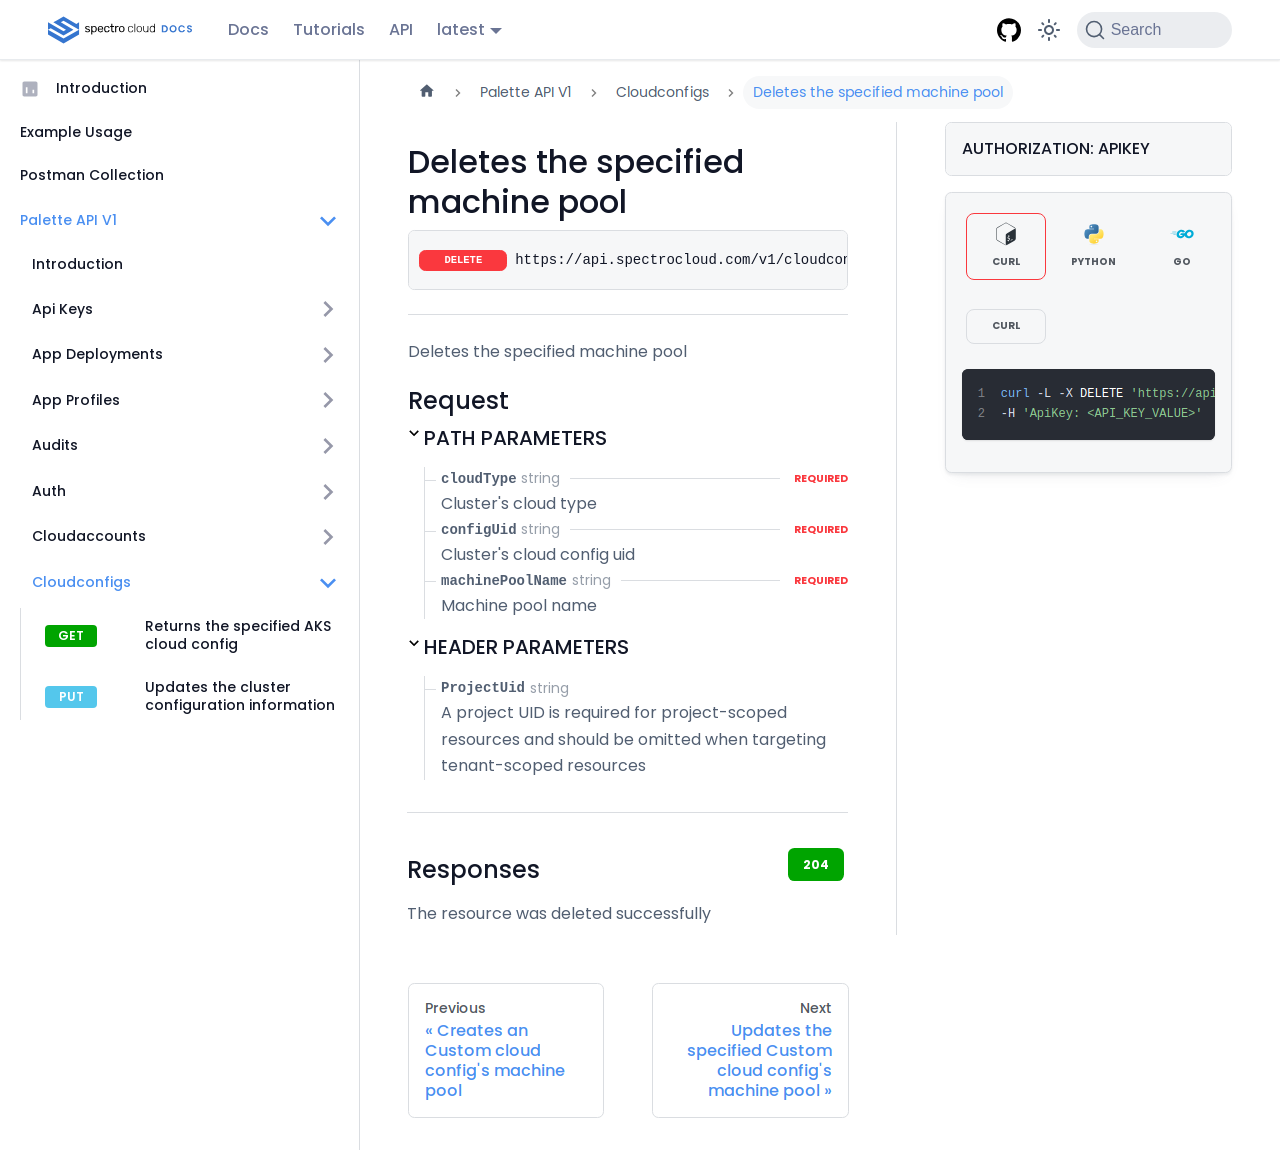 spectro cloud DOCS
Docs
Tutorials
API
latest
Search
Introduction
Example Usage
Postman Collection
Palette API V1
Introduction
Api Keys
App Deployments
App Profiles
Audits
Auth
Cloudaccounts
Cloudconfigs
GET
Returns the specified AKS
cloud config
PUT
Updates the cluster
configuration information
Palette API V1
Cloudconfigs
Deletes the specified machine pool
Deletes the specified
machine pool
DELETE https://api.spectrocloud.com/v1/cloudcon
Deletes the specified machine pool
Request
PATH PARAMETERS
cloudType string REQUIRED
Cluster's cloud type
configUid string REQUIRED
Cluster's cloud config uid
machinePoolName string REQUIRED
Machine pool name
HEADER PARAMETERS
ProjectUid string
A project UID is required for project-scoped
resources and should be omitted when targeting
tenant-scoped resources
Responses
204
The resource was deleted successfully
Previous
« Creates an
Custom cloud
config's machine
pool
Next
Updates the
specified Custom
cloud config's
machine pool »
AUTHORIZATION: APIKEY
CURL
PYTHON
GO
CURL
1 curl -L -X DELETE 'https://api
2 -H 'ApiKey: <API_KEY_VALUE>'